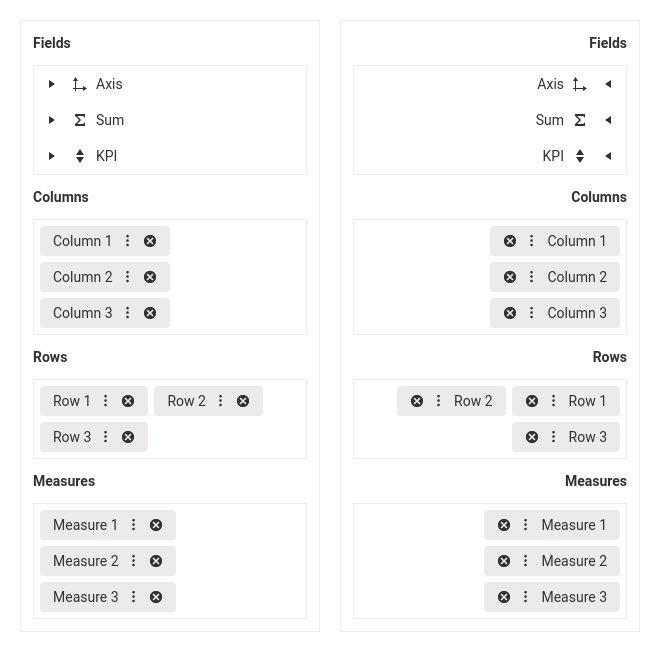 Fields
Axis
Sum
KPI
Columns
Column 1
Column 2
Column 3
Rows
Row 1 Row 2
Row 3
Measures
Measure 1
Measure 2
Measure 3
Fields
Axis
Sum
KPI
Columns
Column 1
Column 2
Column 3
Rows
Row 2 Row 1
Row 3
Measures
Measure 1
Measure 2
Measure 3